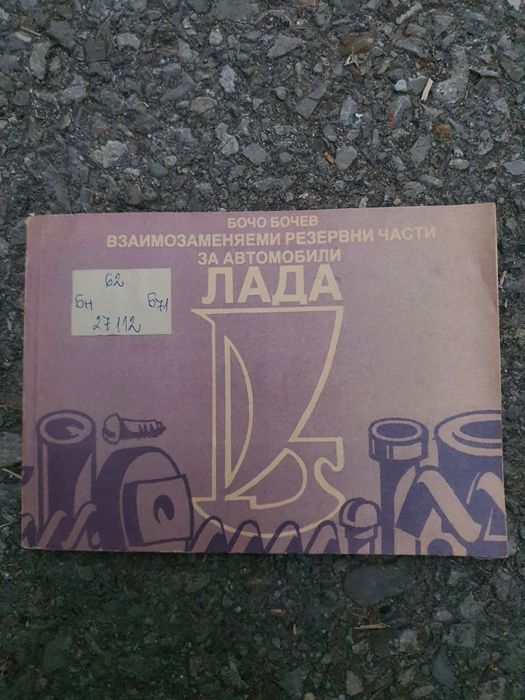 БОЧО БОЧЕВ
ВЗАИМОЗАМЕНЯЕМИ РЕЗЕРВНИ ЧАСТИ
ЗА АВТОМОБИЛИ
ЛАДА
62
Бн Б71
27112